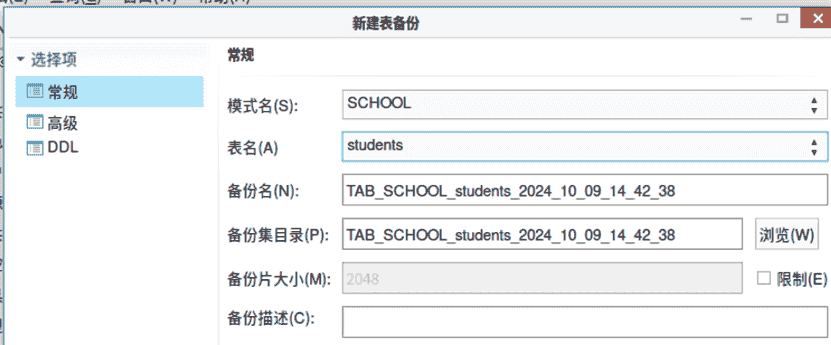 新建表备份
选择项
常规
高级
DDL
常规
模式名(S): SCHOOL
表名(A) students
备份名(N): TAB_SCHOOL_students_2024_10_09_14_42_38
备份集目录(P): TAB_SCHOOL_students_2024_10_09_14_42_38 浏览(W)
备份片大小(M): 2048 限制(E)
备份描述(C):